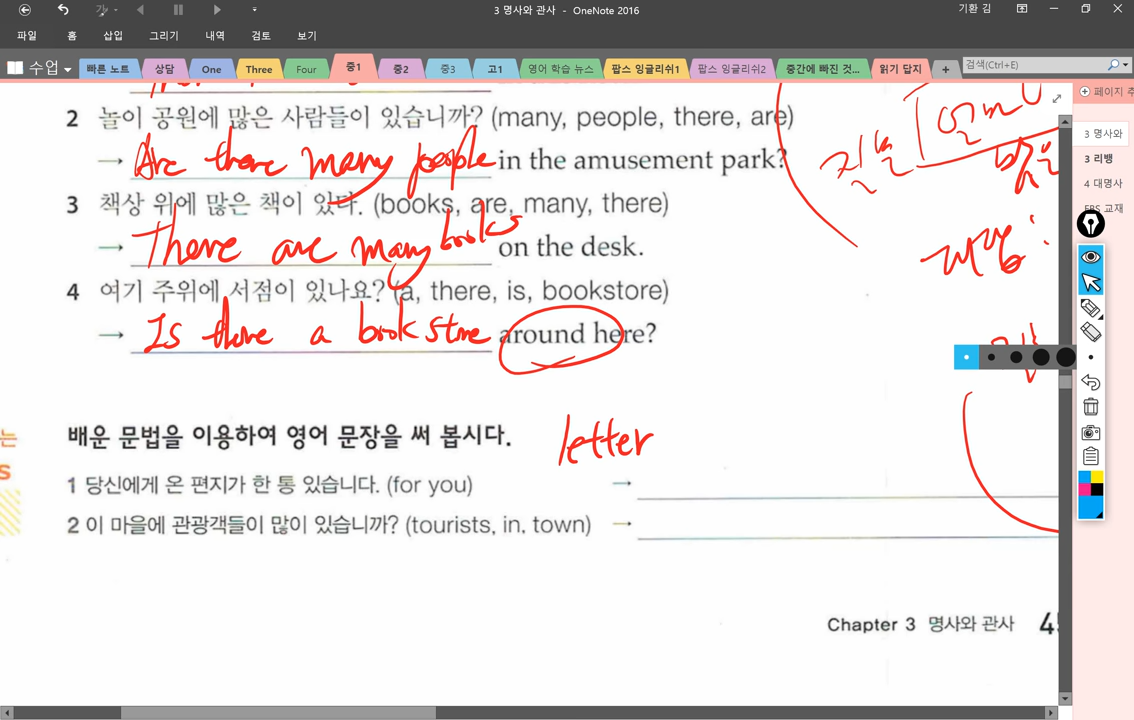 3 명사와 관사 - OneNote 2016
기환 김
파일 홈 삽입 그리기 내역 검토 보기
수업 빠른 노트 상담 One Three Four 중1 중2 중3 고1 영어 학습 뉴스 팝스 잉글리쉬1 팝스 잉글리쉬2 중간에 빠진 것... 읽기 답지 + 검색(Ctrl+E)
페이지 추
3 명사와
3 리뱅
4 대명사
EBS 교재
2 놀이 공원에 많은 사람들이 있습니까? (many, people, there, are)
→ Are there many people in the amusement park?
3 책상 위에 많은 책이 있다. (books, are, many, there)
→ There are many books on the desk.
4 여기 주위에 서점이 있나요? (a, there, is, bookstore)
→ Is there a bookstore around here?
는
s
배운 문법을 이용하여 영어 문장을 써 봅시다.
letter
1 당신에게 온 편지가 한 통 있습니다. (for you) →
2 이 마을에 관광객들이 많이 있습니까? (tourists, in, town) →
Chapter 3 명사와 관사